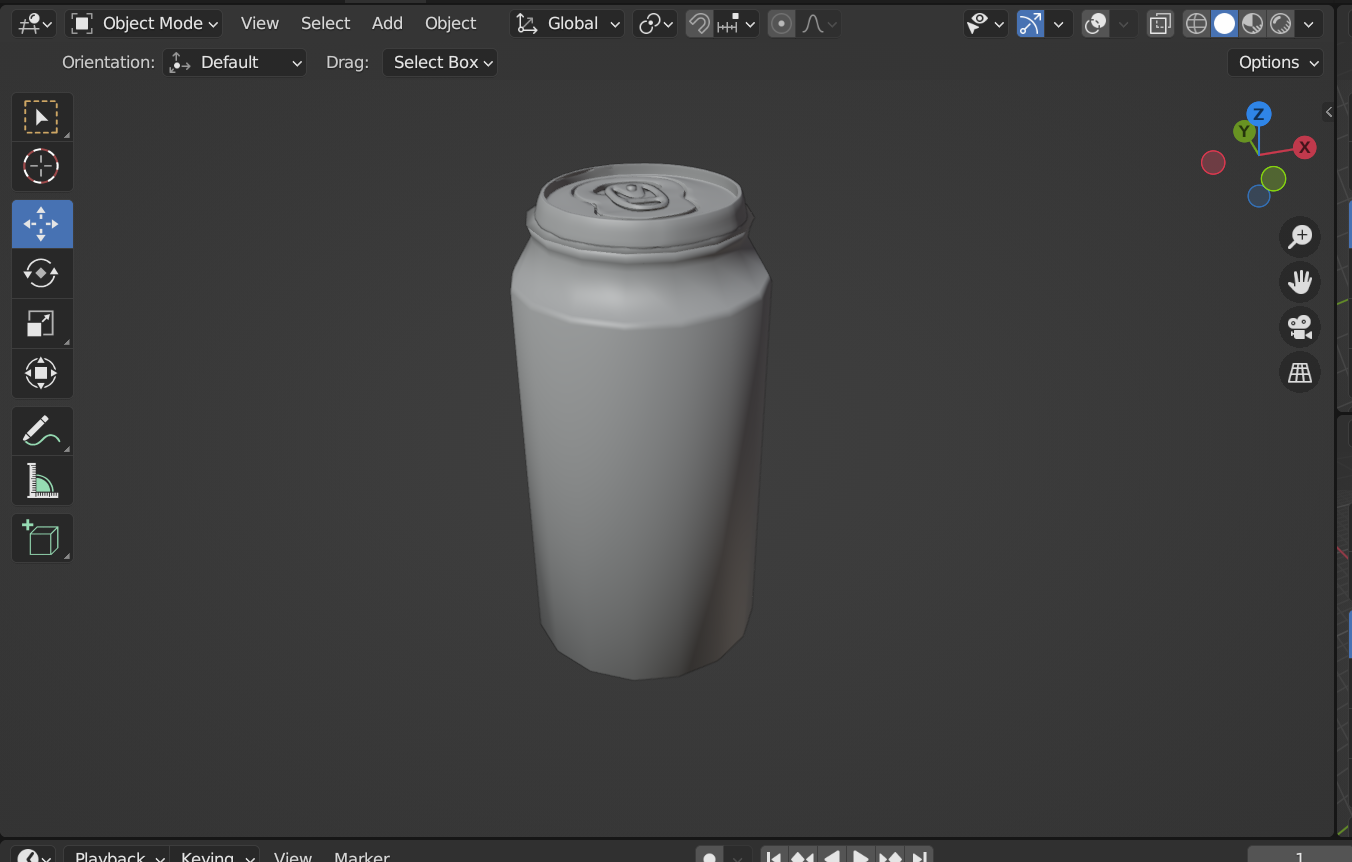 Object Mode View Select Add Object Global
Orientation: Default Drag: Select Box Options
Z
Y
X
Playback Keying View Marker 1